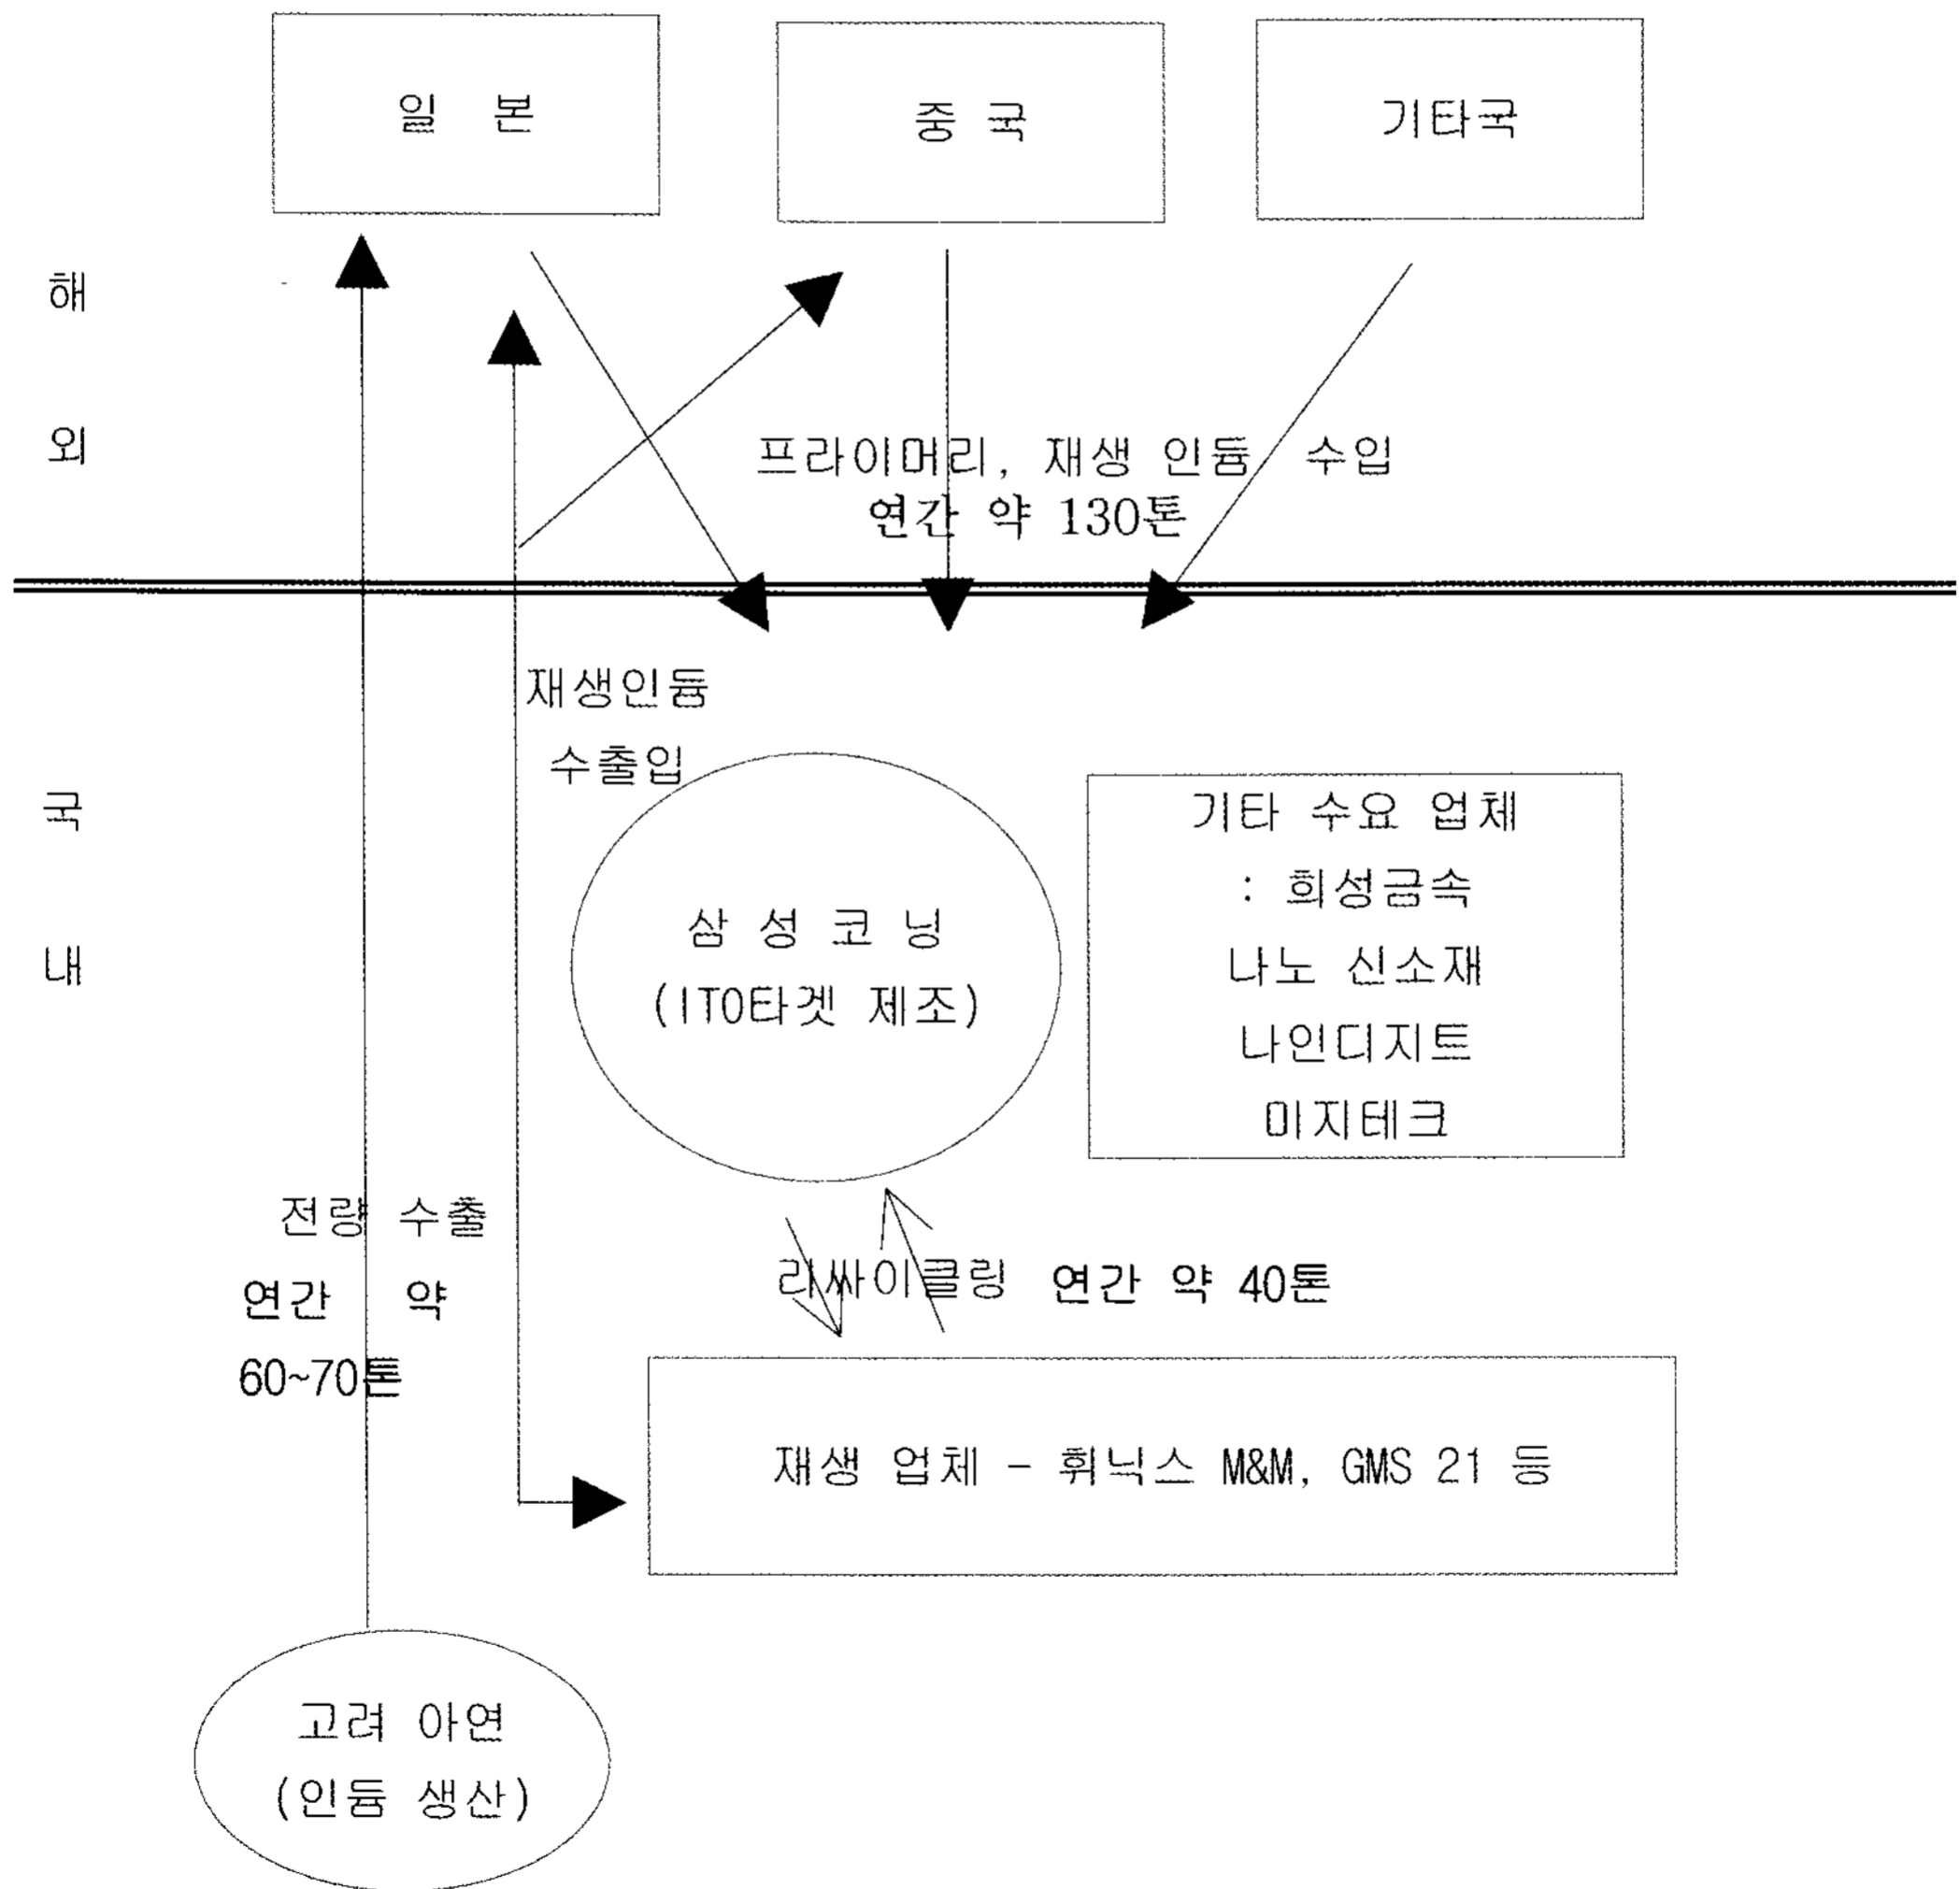 일 본
중 국
기타국
해
외
프라이머리, 재생 인듐 수입
연간 약 130톤
재생인듐
수출입
국
내
삼 성 코 닝
(ITO타겟 제조)
기타 수요 업체
: 희성금속
나노 신소재
나인디지트
미지테크
전량 수출
연간 약
60~70톤
리싸이클링 연간 약 40톤
재생 업체 - 휘닉스 M&M, GMS 21 등
고려 아연
(인듐 생산)